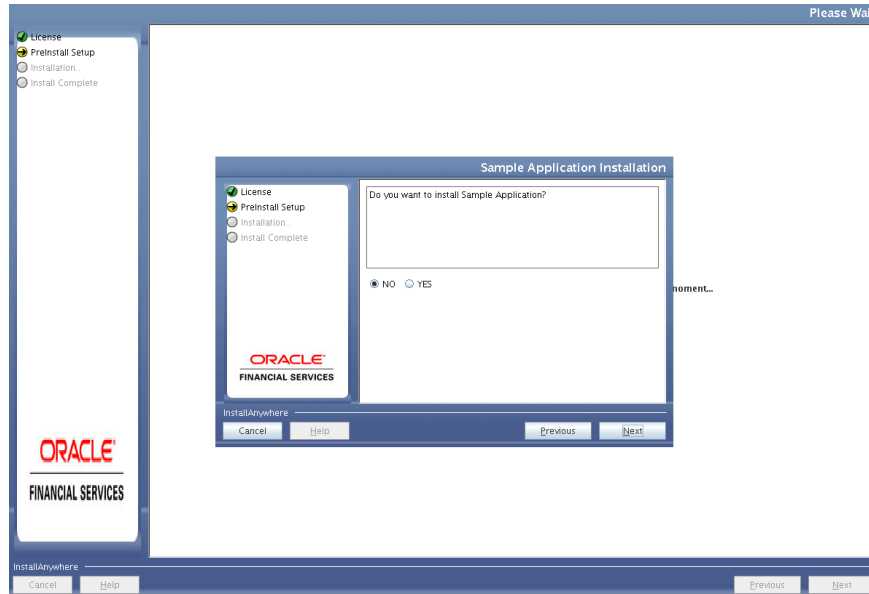 Please Wai
License
PreInstall Setup
Installation..
Install Complete
Sample Application Installation
License
PreInstall Setup
Installation..
Install Complete
Do you want to install Sample Application?
NO YES
moment...
ORACLE
FINANCIAL SERVICES
InstallAnywhere
Cancel Help Previous Next
ORACLE
FINANCIAL SERVICES
InstallAnywhere
Cancel Help Previous Next